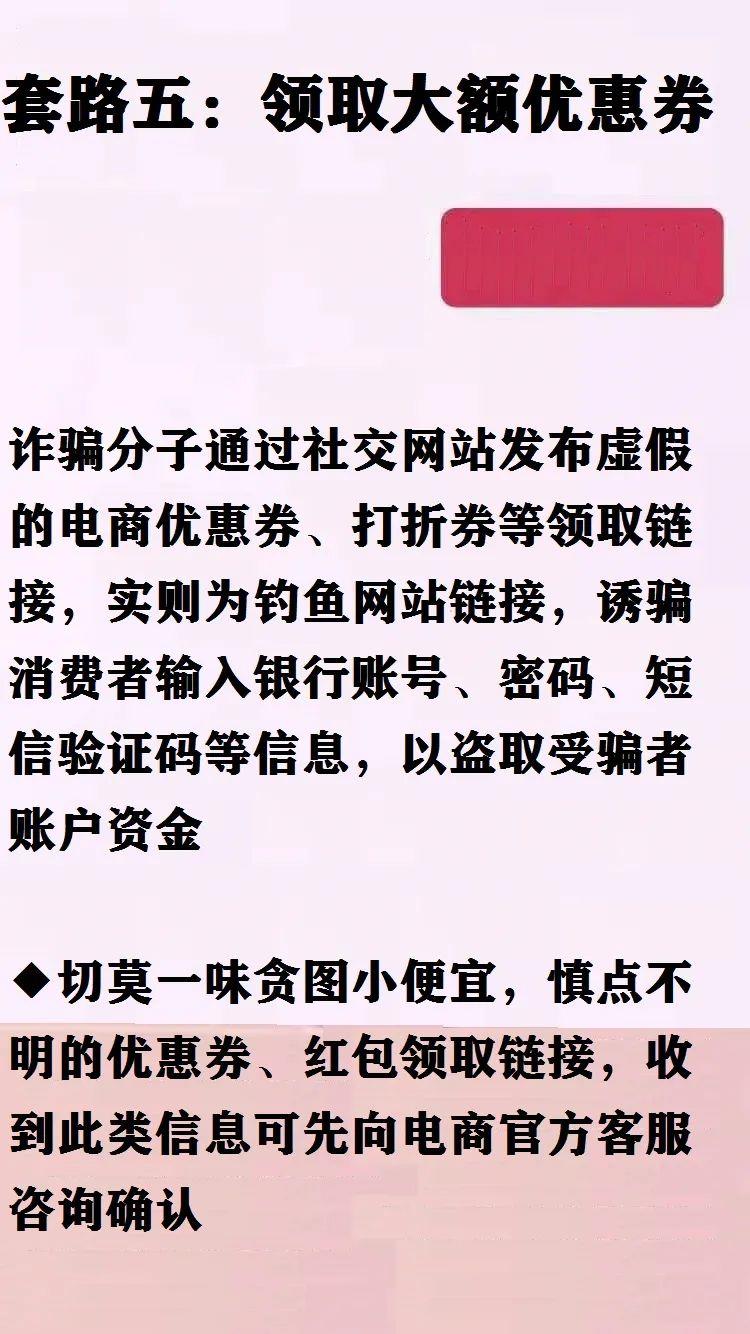 套路五：领取大额优惠券
诈骗分子通过社交网站发布虚假
的电商优惠券、打折券等领取链
接，实则为钓鱼网站链接，诱骗
消费者输入银行账号、密码、短
信验证码等信息，以盗取受骗者
账户资金
◆切莫一味贪图小便宜，慎点不
明的优惠券、红包领取链接，收
到此类信息可先向电商官方客服
咨询确认